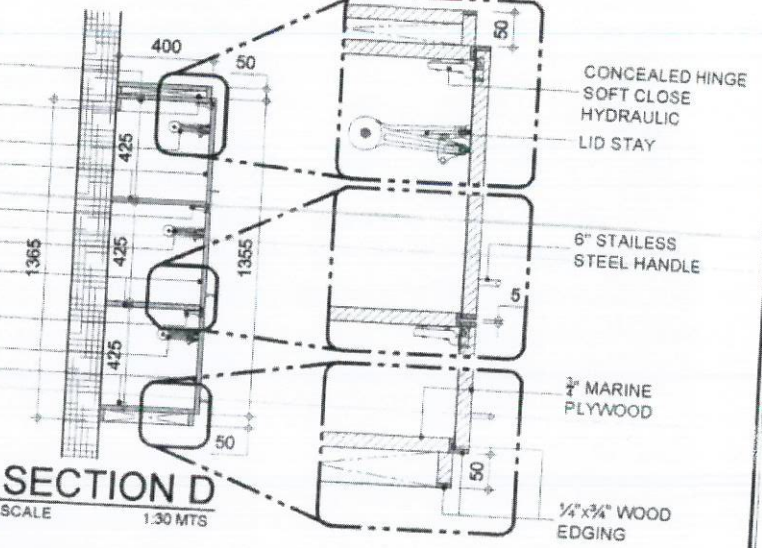 400
50
50
CONCEALED HINGE
SOFT CLOSE
HYDRAULIC
LID STAY
425
425
425
1365
1355
6" STAILESS
STEEL HANDLE
5
¾" MARINE
PLYWOOD
50
50
¼"x¾" WOOD
EDGING
SECTION D
SCALE 1:30 MTS